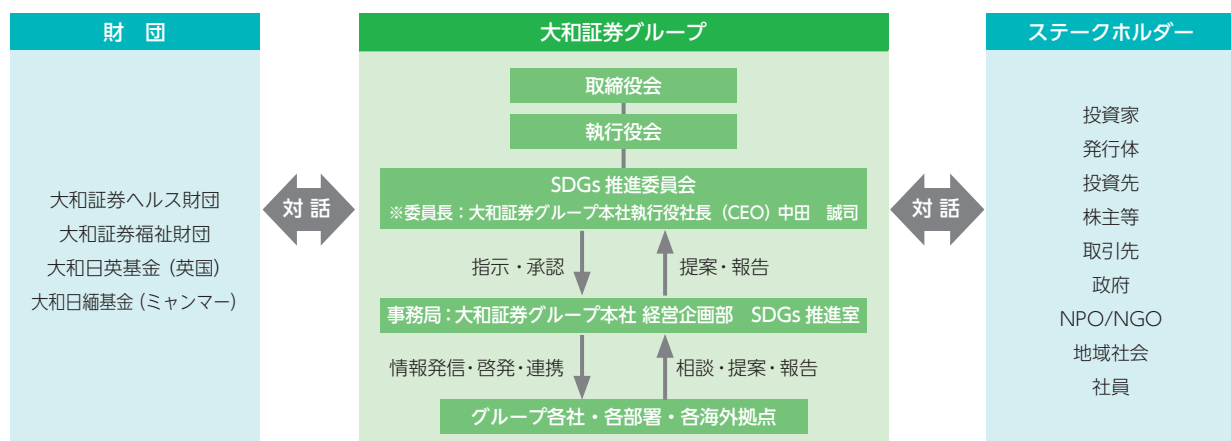 財　団
大和証券ヘルス財団
大和証券福祉財団
大和日英基金（英国）
大和日緬基金（ミャンマー）
対 話
大和証券グループ
取締役会
執行役会
SDGs 推進委員会
※委員長：大和証券グループ本社執行役社長（CEO）中田　誠司
指示・承認
提案・報告
事務局：大和証券グループ本社 経営企画部　SDGs 推進室
情報発信・啓発・連携
相談・提案・報告
グループ各社・各部署・各海外拠点
対 話
ステークホルダー
投資家
発行体
投資先
株主等
取引先
政府
NPO/NGO
地域社会
社員